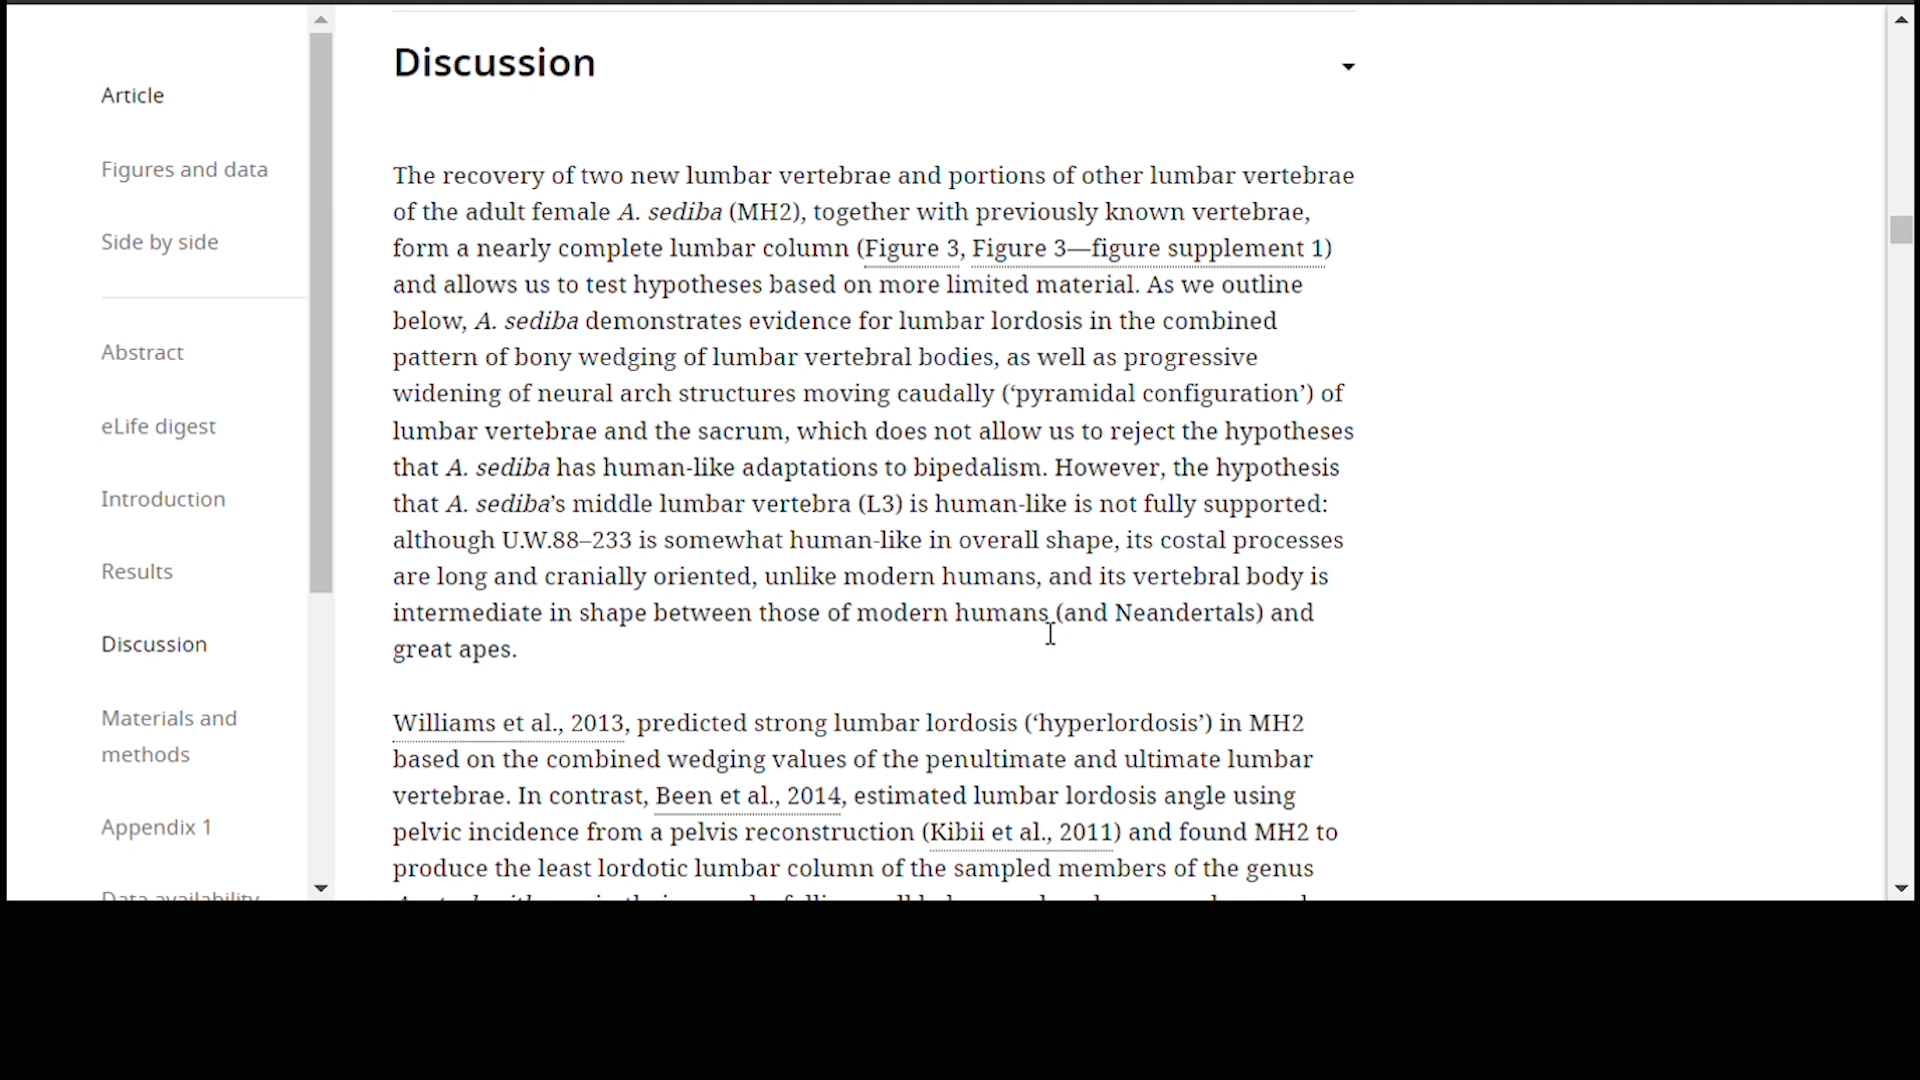 Article
Figures and data
Side by side
Abstract
eLife digest
Introduction
Results
Discussion
Materials and
methods
Appendix 1
Data availability
Discussion
The recovery of two new lumbar vertebrae and portions of other lumbar vertebrae
of the adult female A. sediba (MH2), together with previously known vertebrae,
form a nearly complete lumbar column (Figure 3, Figure 3—figure supplement 1)
and allows us to test hypotheses based on more limited material. As we outline
below, A. sediba demonstrates evidence for lumbar lordosis in the combined
pattern of bony wedging of lumbar vertebral bodies, as well as progressive
widening of neural arch structures moving caudally (‘pyramidal configuration’) of
lumbar vertebrae and the sacrum, which does not allow us to reject the hypotheses
that A. sediba has human-like adaptations to bipedalism. However, the hypothesis
that A. sediba’s middle lumbar vertebra (L3) is human-like is not fully supported:
although U.W.88–233 is somewhat human-like in overall shape, its costal processes
are long and cranially oriented, unlike modern humans, and its vertebral body is
intermediate in shape between those of modern humans (and Neandertals) and
great apes.
Williams et al., 2013, predicted strong lumbar lordosis (‘hyperlordosis’) in MH2
based on the combined wedging values of the penultimate and ultimate lumbar
vertebrae. In contrast, Been et al., 2014, estimated lumbar lordosis angle using
pelvic incidence from a pelvis reconstruction (Kibii et al., 2011) and found MH2 to
produce the least lordotic lumbar column of the sampled members of the genus